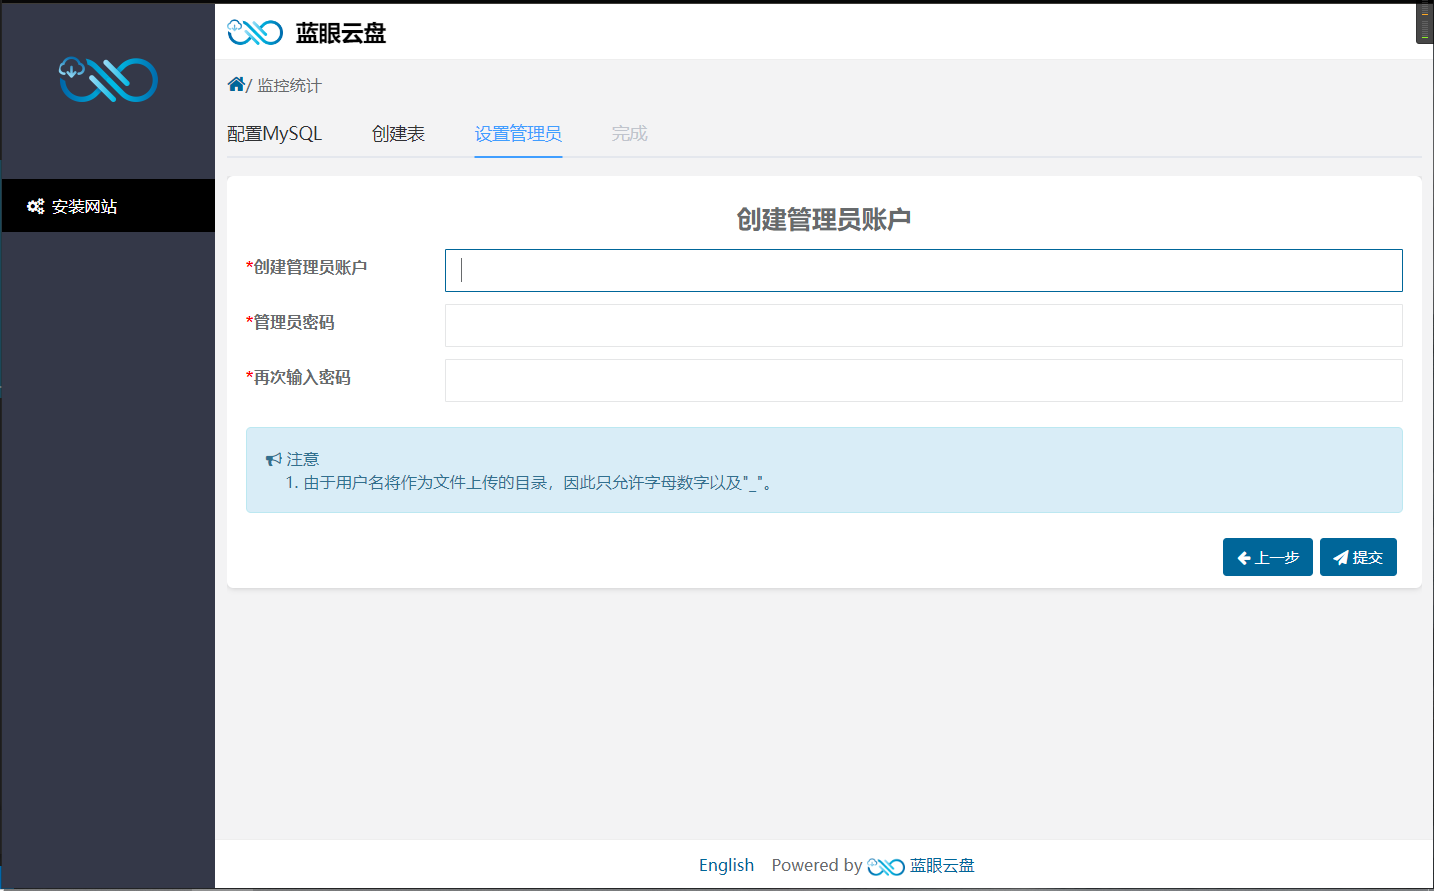 蓝眼云盘
/ 监控统计
配置MySQL 创建表 设置管理员 完成
安装网站
创建管理员账户
*创建管理员账户
*管理员密码
*再次输入密码
注意
1. 由于用户名将作为文件上传的目录，因此只允许字母数字以及"_"。
上一步 提交
English Powered by 蓝眼云盘